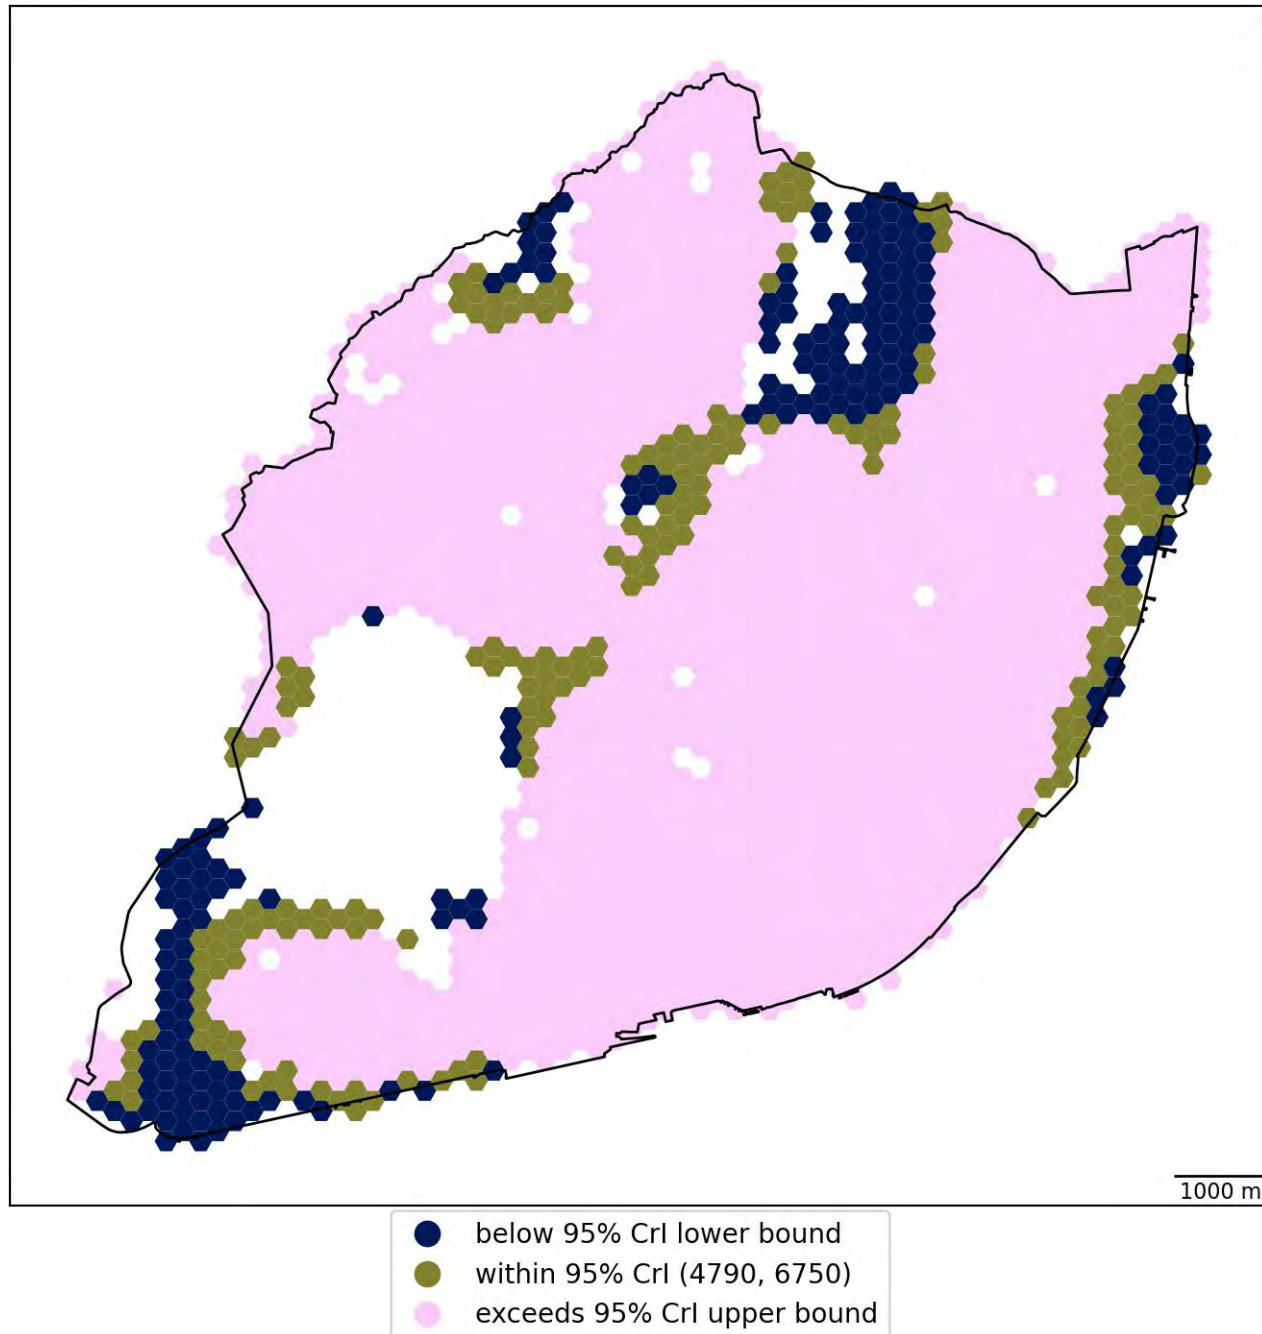 1000 m
below 95% CrI lower bound
within 95% CrI (4790, 6750)
exceeds 95% CrI upper bound